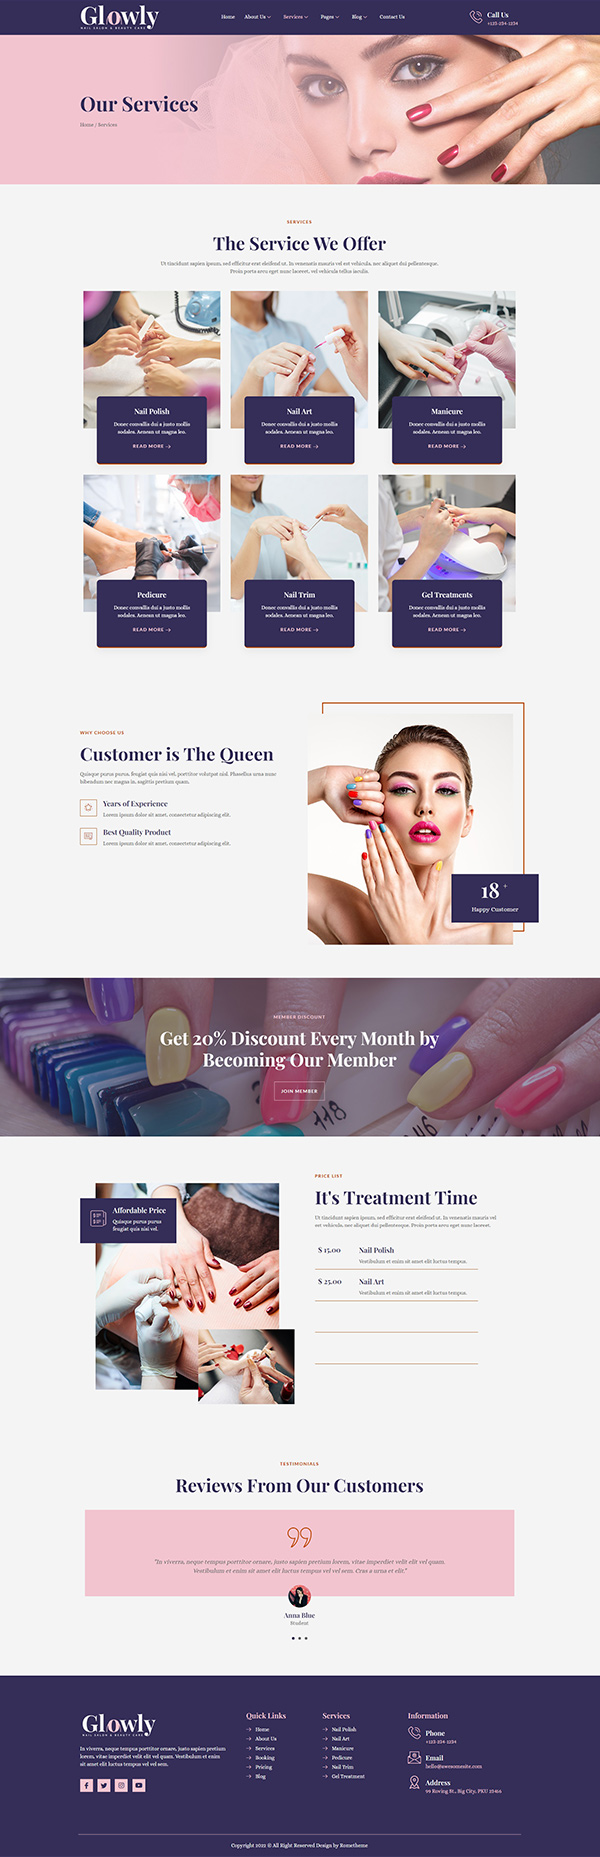 Glowly
NAIL SALON & BEAUTY CARE
Home About Us Services Pages Blog Contact Us
Call Us
+123-234-1234
Our Services
Home / Services
SERVICES
The Service We Offer
Ut tincidunt sapien ipsum, sed efficitur erat eleifend ut. In venenatis mauris vel est vehicula, nec aliquet dui pellentesque.
Proin porta arcu eget nunc laoreet, vel vehicula tellus iaculis.
Nail Polish
Donec convallis dui a justo mollis
sodales. Aenean ut magna leo.
READ MORE
Nail Art
Donec convallis dui a justo mollis
sodales. Aenean ut magna leo.
READ MORE
Manicure
Donec convallis dui a justo mollis
sodales. Aenean ut magna leo.
READ MORE
Pedicure
Donec convallis dui a justo mollis
sodales. Aenean ut magna leo.
READ MORE
Nail Trim
Donec convallis dui a justo mollis
sodales. Aenean ut magna leo.
READ MORE
Gel Treatments
Donec convallis dui a justo mollis
sodales. Aenean ut magna leo.
READ MORE
WHY CHOOSE US
Customer is The Queen
Quisque purus purus, feugiat quis nisi vel, porttitor volutpat nisl. Phasellus urna nunc
bibendum nec magna in, sagittis pretium quam.
Years of Experience
Lorem ipsum dolor sit amet, consectetur adipiscing elit.
Best Quality Product
Lorem ipsum dolor sit amet, consectetur adipiscing elit.
18 +
Happy Customer
MEMBER DISCOUNT
Get 20% Discount Every Month by
Becoming Our Member
JOIN MEMBER
118
Affordable Price
Quisque purus purus
feugiat quis nisi vel.
PRICE LIST
It's Treatment Time
Ut tincidunt sapien ipsum, sed efficitur erat eleifend ut. In venenatis mauris vel
est vehicula, nec aliquet dui pellentesque. Proin porta arcu eget nunc laoreet.
$ 15.00 Nail Polish
Vestibulum et enim sit amet elit luctus tempus.
$ 25.00 Nail Art
Vestibulum et enim sit amet elit luctus tempus.
TESTIMONIALS
Reviews From Our Customers
"In viverra, neque tempus porttitor ornare, justo sapien pretium lorem, vitae imperdiet velit elit vel quam.
Vestibulum et enim sit amet elit luctus tempus vel vel sem. Cras a urna et elit."
Anna Blue
Student
Glowly
NAIL SALON & BEAUTY CARE
In viverra, neque tempus porttitor ornare, justo sapien pretium
lorem, vitae imperdiet velit elit vel quam. Vestibulum et enim
sit amet elit luctus tempus vel vel sem.
Quick Links
Home
About Us
Services
Booking
Pricing
Blog
Services
Nail Polish
Nail Art
Manicure
Pedicure
Nail Trim
Gel Treatment
Information
Phone
+123-234-1234
Email
hello@awesomesite.com
Address
99 Roving St., Big City, PKU 23456
Copyright 2022 © All Right Reserved Design by Rometheme